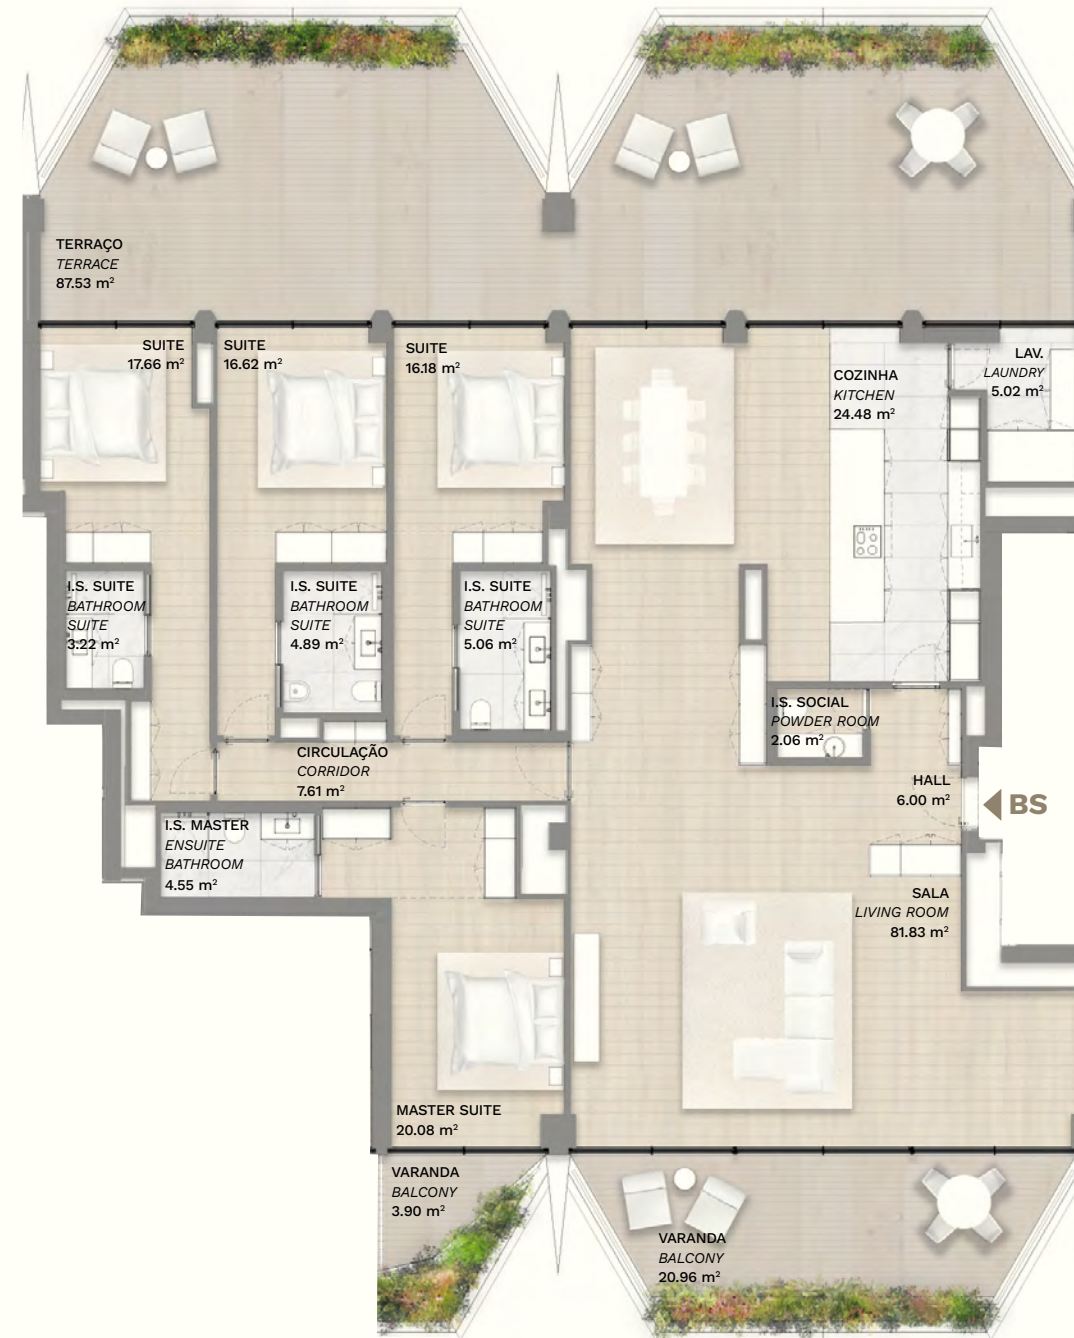 TERRAÇO
TERRACE
87.53 m²
SUITE
17.66 m²
SUITE
16.62 m²
SUITE
16.18 m²
COZINHA
KITCHEN
24.48 m²
LAV.
LAUNDRY
5.02 m²
I.S. SUITE
BATHROOM
SUITE
3.22 m²
I.S. SUITE
BATHROOM
SUITE
4.89 m²
I.S. SUITE
BATHROOM
SUITE
5.06 m²
I.S. SOCIAL
POWDER ROOM
2.06 m²
CIRCULAÇÃO
CORRIDOR
7.61 m²
HALL
6.00 m²
BS
I.S. MASTER
ENSUITE
BATHROOM
4.55 m²
SALA
LIVING ROOM
81.83 m²
MASTER SUITE
20.08 m²
VARANDA
BALCONY
3.90 m²
VARANDA
BALCONY
20.96 m²